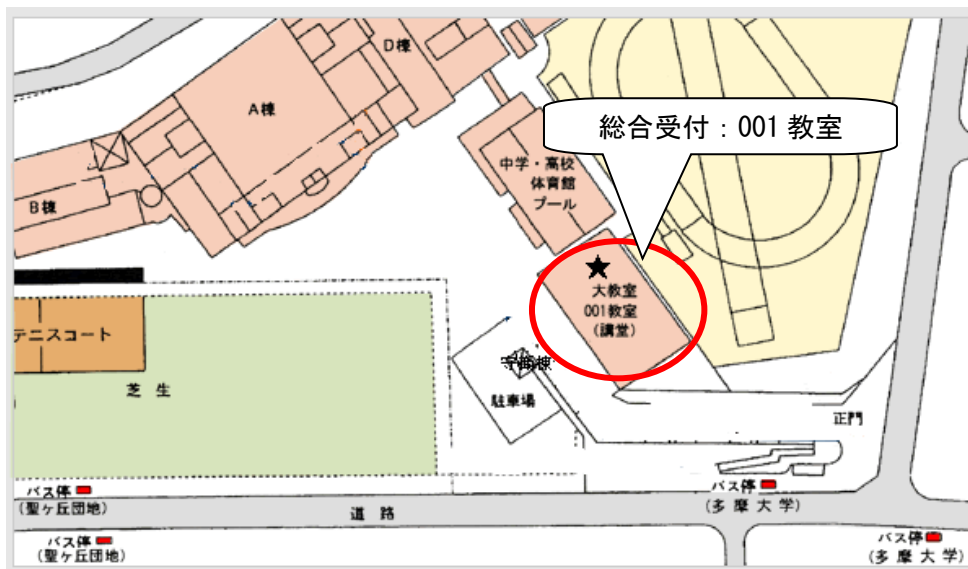 D棟
A棟
総合受付：001 教室
中学・高校
体育館
プール
B棟
大教室
001教室
(講堂)
テニスコート
芝生
守衛棟
駐車場
正門
バス停
(聖ヶ丘団地)
バス停
(多摩大学)
道路
バス停
(聖ヶ丘団地)
バス停
(多摩大学)